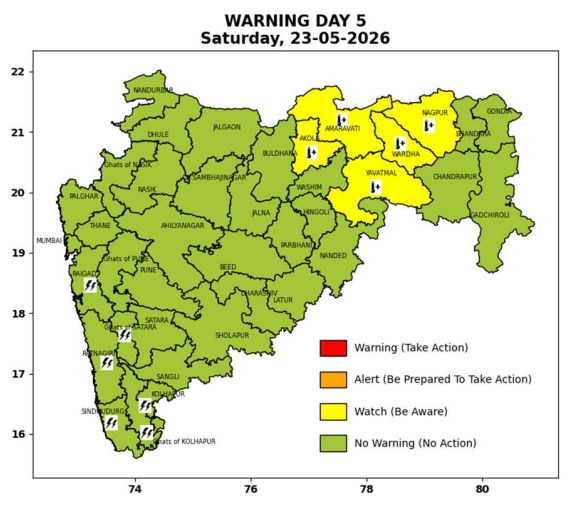 WARNING DAY 5
Saturday, 23-05-2026
22
21
20
19
18
17
16
74
76
78
80
NANDURBAR
DHULE
JALGAON
NAGPUR
GONDIA
BHANDARA
AMARAVATI
AKOLA
BULDHANA
WARDHA
Ghats of NASIK
NASIK
SAMBHAJINAGAR
WASHIM
YAVATMAL
CHANDRAPUR
PALGHAR
THANE
AHILYANAGAR
JALNA
HINGOLI
GADCHIROLI
MUMBAI
Ghats of PUNE
PUNE
RAIGAD
BEED
PARBHANI
NANDED
DHARASHIV
LATUR
SATARA
Ghats of SATARA
SHOLAPUR
RATNAGIRI
SANGLI
KOLHAPUR
SINDHUDURG
Ghats of KOLHAPUR
Warning (Take Action)
Alert (Be Prepared To Take Action)
Watch (Be Aware)
No Warning (No Action)